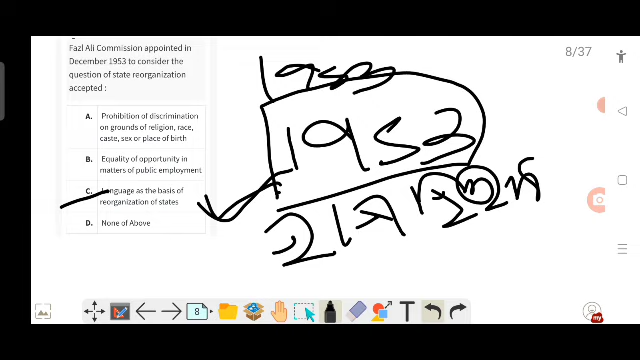 8/37
Fazl Ali Commission appointed in
December 1953 to consider the
question of state reorganization
accepted :
A. Prohibition of discrimination
on grounds of religion, race,
caste, sex or place of birth
B. Equality of opportunity in
matters of public employment
C. Language as the basis of
reorganization of states
D. None of Above
1953
8
T
my